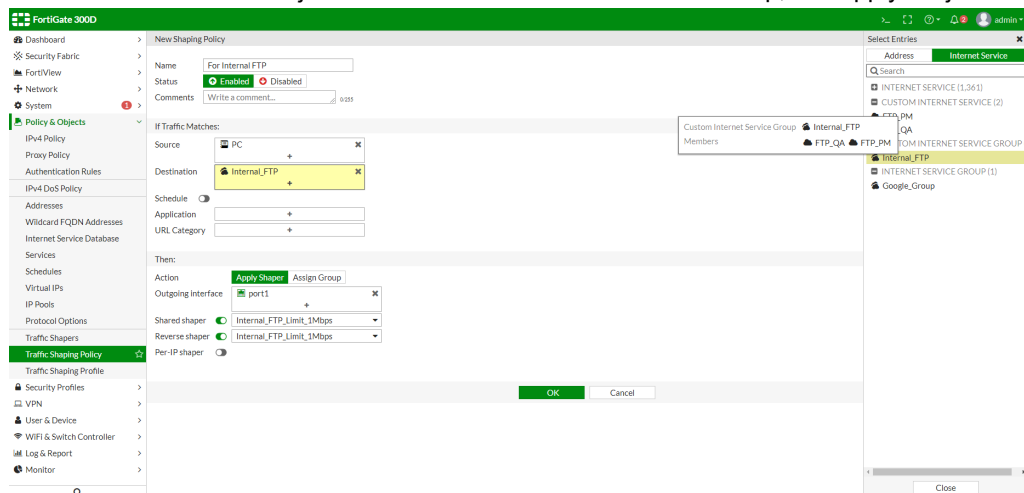 FortiGate 300D
>_
2
admin
Dashboard
Security Fabric
FortiView
Network
System
1
Policy & Objects
IPv4 Policy
Proxy Policy
Authentication Rules
IPv4 DoS Policy
Addresses
Wildcard FQDN Addresses
Internet Service Database
Services
Schedules
Virtual IPs
IP Pools
Protocol Options
Traffic Shapers
Traffic Shaping Policy
Traffic Shaping Profile
Security Profiles
VPN
User & Device
WiFi & Switch Controller
Log & Report
Monitor
New Shaping Policy
Name For Internal FTP
Status Enabled Disabled
Comments Write a comment... 0/255
If Traffic Matches:
Source PC
+
Destination Internal_FTP
+
Schedule
Application +
URL Category +
Then:
Action Apply Shaper Assign Group
Outgoing interface port1
+
Shared shaper Internal_FTP_Limit_1Mbps
Reverse shaper Internal_FTP_Limit_1Mbps
Per-IP shaper
OK Cancel
Custom Internet Service Group Internal_FTP
Members FTP_QA FTP_PM
Select Entries
Address Internet Service
Search
INTERNET SERVICE (1,361)
CUSTOM INTERNET SERVICE (2)
INTERNET SERVICE GROUP (1)
Internal_FTP
Google_Group
Close